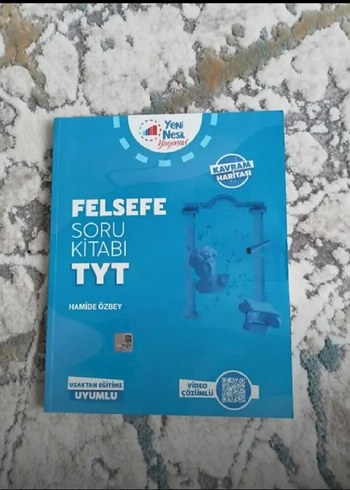 YENİ
NESİL
Yayınevi
KAVRAM
HARİTASI
FELSEFE
SORU
KİTABI
TYT
HAMİDE ÖZBEY
UZAKTAN EĞİTİME
UYUMLU
VİDEO
ÇÖZÜMLÜ